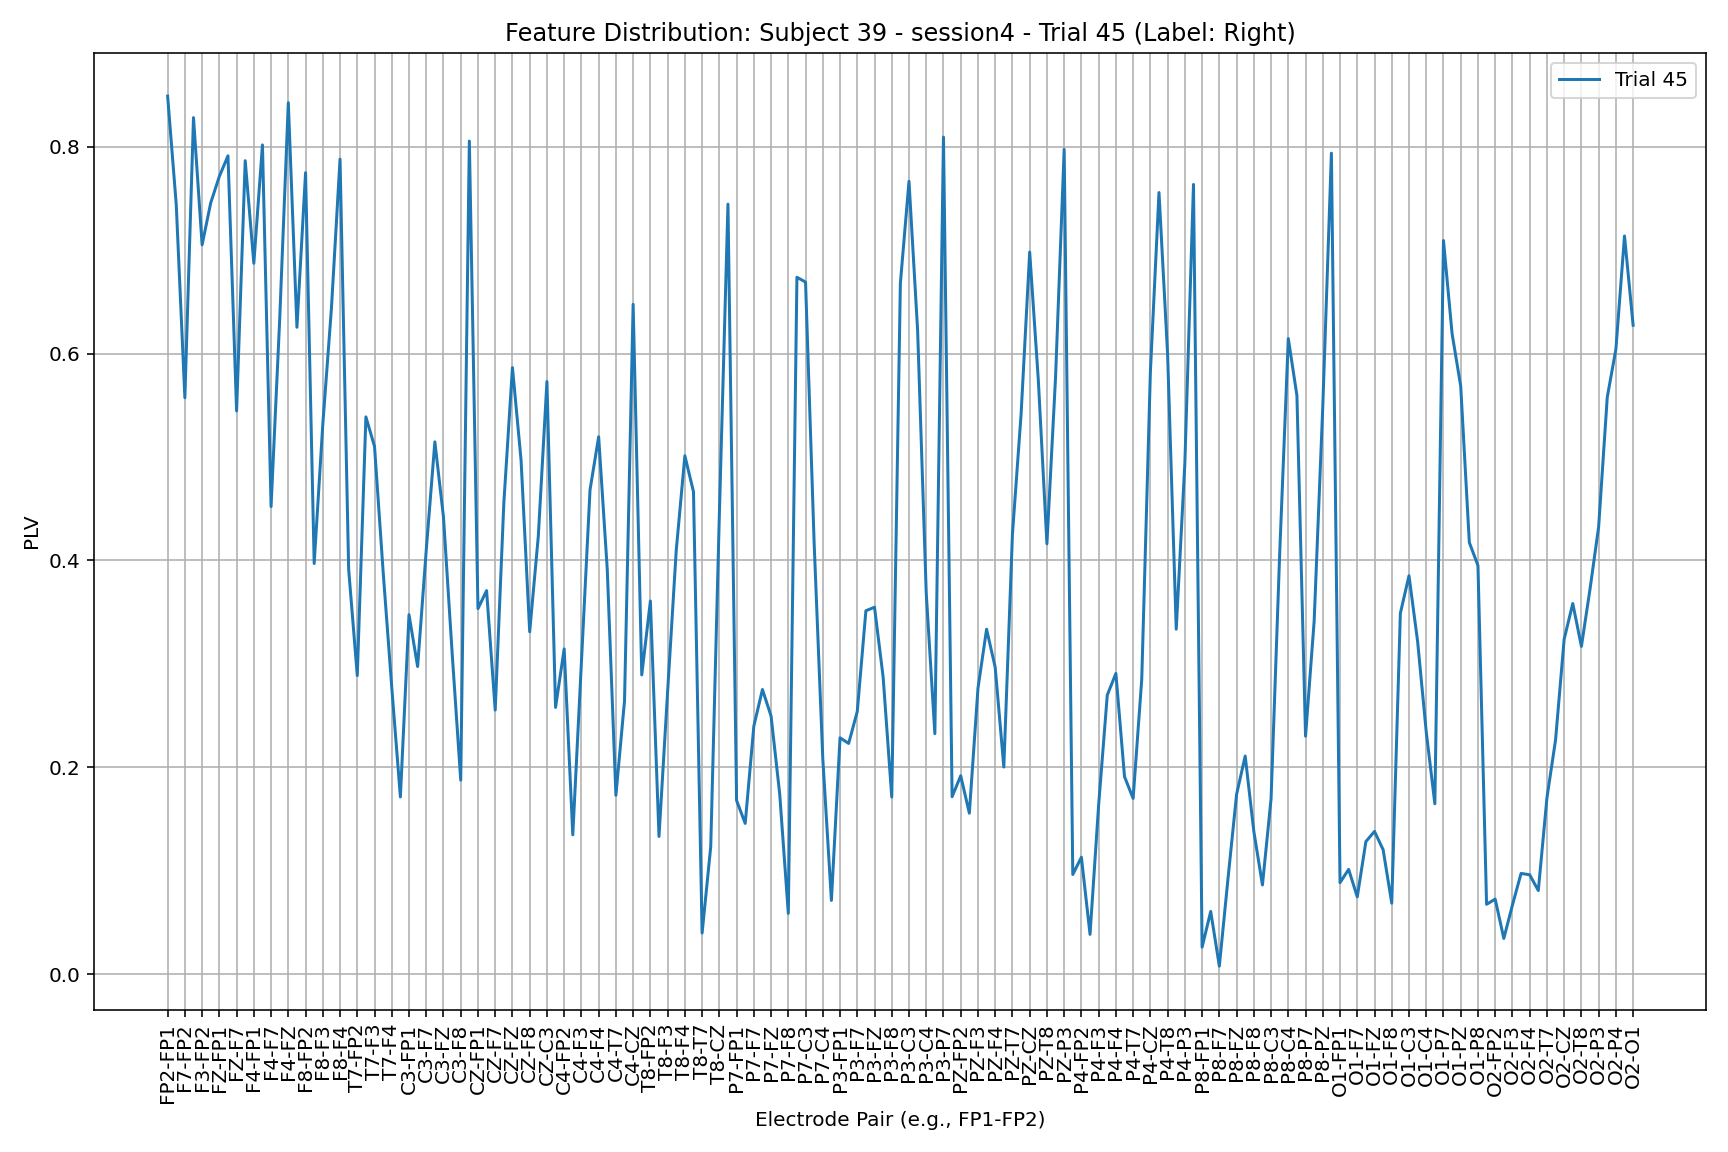 Feature Distribution: Subject 39 - session4 - Trial 45 (Label: Right)
Trial 45
PLV
0.8
0.6
0.4
0.2
0.0
FP2-FP1
F7-FP2
F3-FP2
FZ-FP1
FZ-F7
F4-FP1
F4-F7
F4-FZ
F8-FP2
F8-F3
F8-F4
T7-FP2
T7-F3
T7-F4
C3-FP1
C3-F7
C3-FZ
C3-F8
CZ-FP1
CZ-F7
CZ-FZ
CZ-F8
CZ-C3
C4-FP2
C4-F3
C4-F4
C4-T7
C4-CZ
T8-FP2
T8-F3
T8-F4
T8-T7
T8-CZ
P7-FP1
P7-F7
P7-FZ
P7-F8
P7-C3
P7-C4
P3-FP1
P3-F7
P3-FZ
P3-F8
P3-C3
P3-C4
P3-P7
PZ-FP2
PZ-F3
PZ-F4
PZ-T7
PZ-CZ
PZ-T8
PZ-P3
P4-FP2
P4-F3
P4-F4
P4-T7
P4-CZ
P4-T8
P4-P3
P8-FP1
P8-F7
P8-FZ
P8-F8
P8-C3
P8-C4
P8-P7
P8-PZ
O1-FP1
O1-F7
O1-FZ
O1-F8
O1-C3
O1-C4
O1-P7
O1-PZ
O1-P8
O2-FP2
O2-F3
O2-F4
O2-T7
O2-CZ
O2-T8
O2-P3
O2-P4
O2-O1
Electrode Pair (e.g., FP1-FP2)